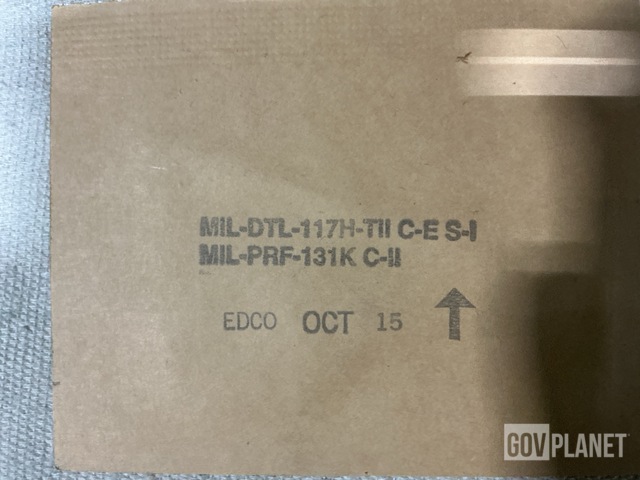 MIL-DTL-117H-TII C-E S-I
MIL-PRF-131K C-II
EDCO OCT 15
GOVPLANET